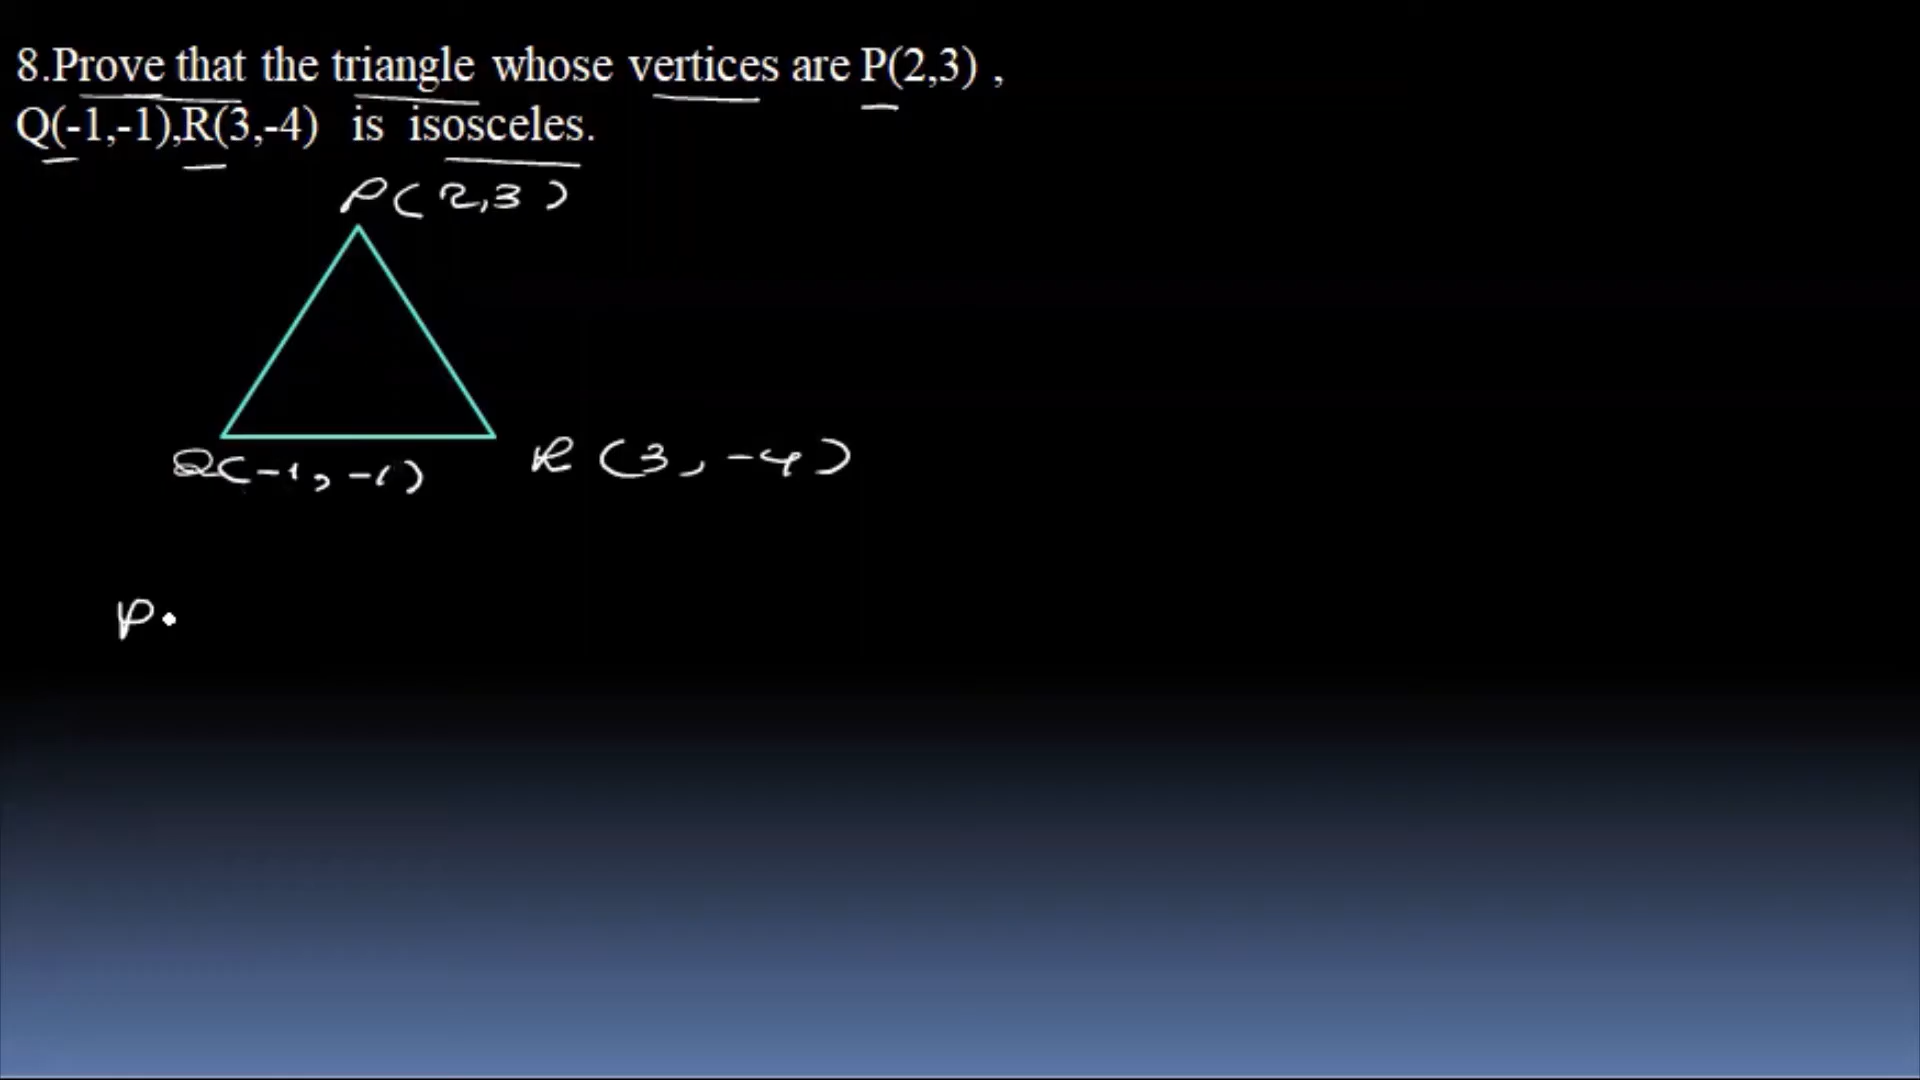 8.Prove that the triangle whose vertices are P(2,3) ,
Q(-1,-1),R(3,-4) is isosceles.
P(2,3)
Q(-1,-1) R(3,-4)
P